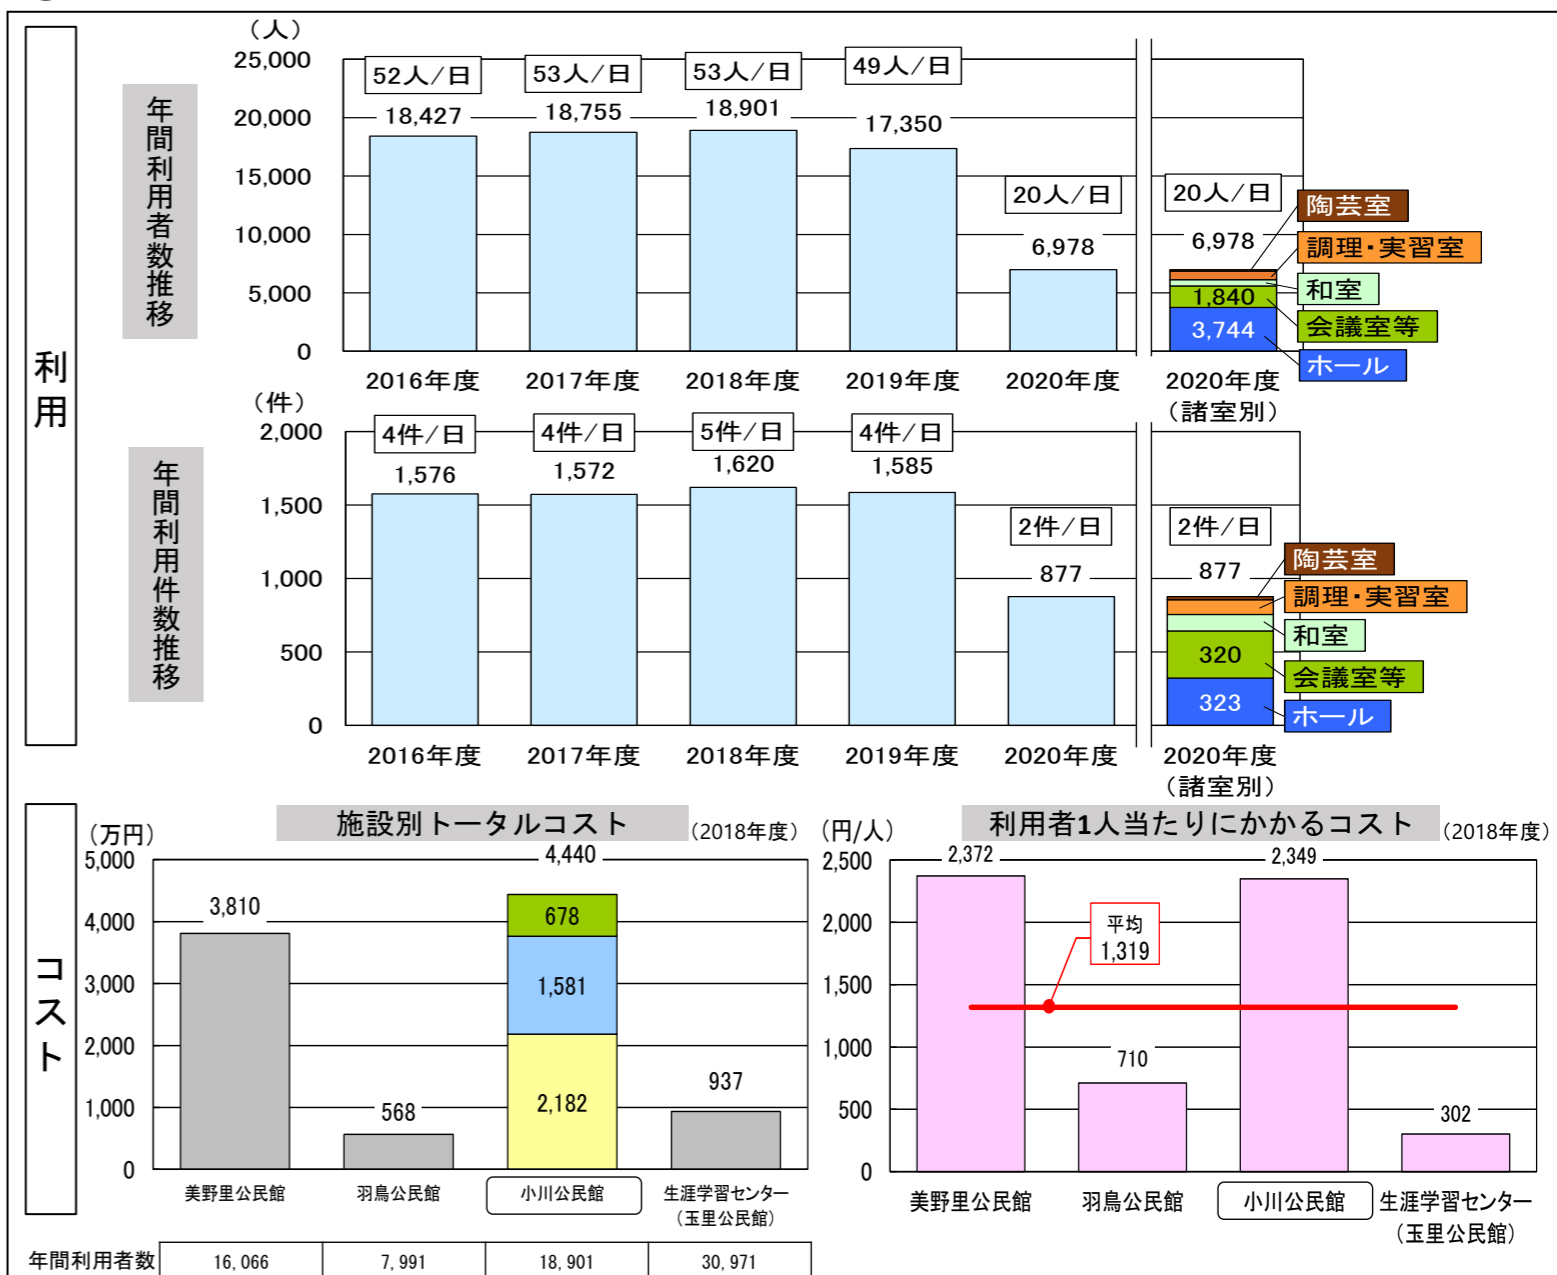 利用
年間利用者数推移
（人）
25,000
20,000
15,000
10,000
5,000
0
52人/日
53人/日
53人/日
49人/日
20人/日
20人/日
18,427
18,755
18,901
17,350
6,978
6,978
1,840
3,744
陶芸室
調理・実習室
和室
会議室等
ホール
2016年度
2017年度
2018年度
2019年度
2020年度
2020年度
（諸室別）
年間利用件数推移
（件）
2,000
1,500
1,000
500
0
4件/日
4件/日
5件/日
4件/日
2件/日
2件/日
1,576
1,572
1,620
1,585
877
877
320
323
陶芸室
調理・実習室
和室
会議室等
ホール
2016年度
2017年度
2018年度
2019年度
2020年度
2020年度
（諸室別）
コスト
施設別トータルコスト
（2018年度）
（万円）
5,000
4,000
3,000
2,000
1,000
0
3,810
568
4,440
678
1,581
2,182
937
美野里公民館
羽鳥公民館
小川公民館
生涯学習センター
（玉里公民館）
年間利用者数
16,066
7,991
18,901
30,971
利用者1人当たりにかかるコスト
（2018年度）
（円/人）
2,500
2,000
1,500
1,000
500
0
2,372
710
2,349
302
平均
1,319
美野里公民館
羽鳥公民館
小川公民館
生涯学習センター
（玉里公民館）